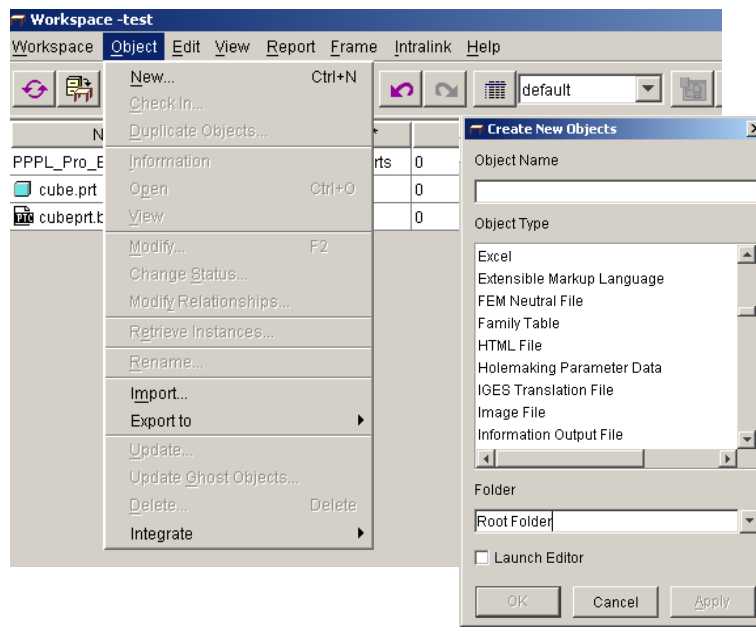 Workspace -test
Workspace Object Edit View Report Frame Intralink Help
default
New... Ctrl+N
Check In...
Duplicate Objects...
Information
Open Ctrl+O
View
Modify... F2
Change Status...
Modify Relationships...
Retrieve Instances...
Rename...
Import...
Export to
Update...
Update Ghost Objects...
Delete... Delete
Integrate
N
PPPL_Pro_E rts 0
cube.prt 0
cubeprt.b 0
Create New Objects
Object Name
Object Type
Excel
Extensible Markup Language
FEM Neutral File
Family Table
HTML File
Holemaking Parameter Data
IGES Translation File
Image File
Information Output File
Folder
Root Folder
Launch Editor
OK Cancel Apply